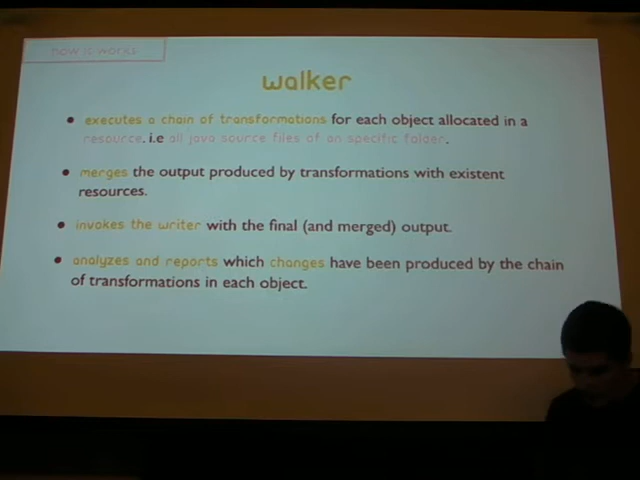 how it works
walker
• executes a chain of transformations for each object allocated in a
resource. i.e all java source files of an specific folder.
• merges the output produced by transformations with existent
resources.
• invokes the writer with the final (and merged) output.
• analyzes and reports which changes have been produced by the chain
of transformations in each object.